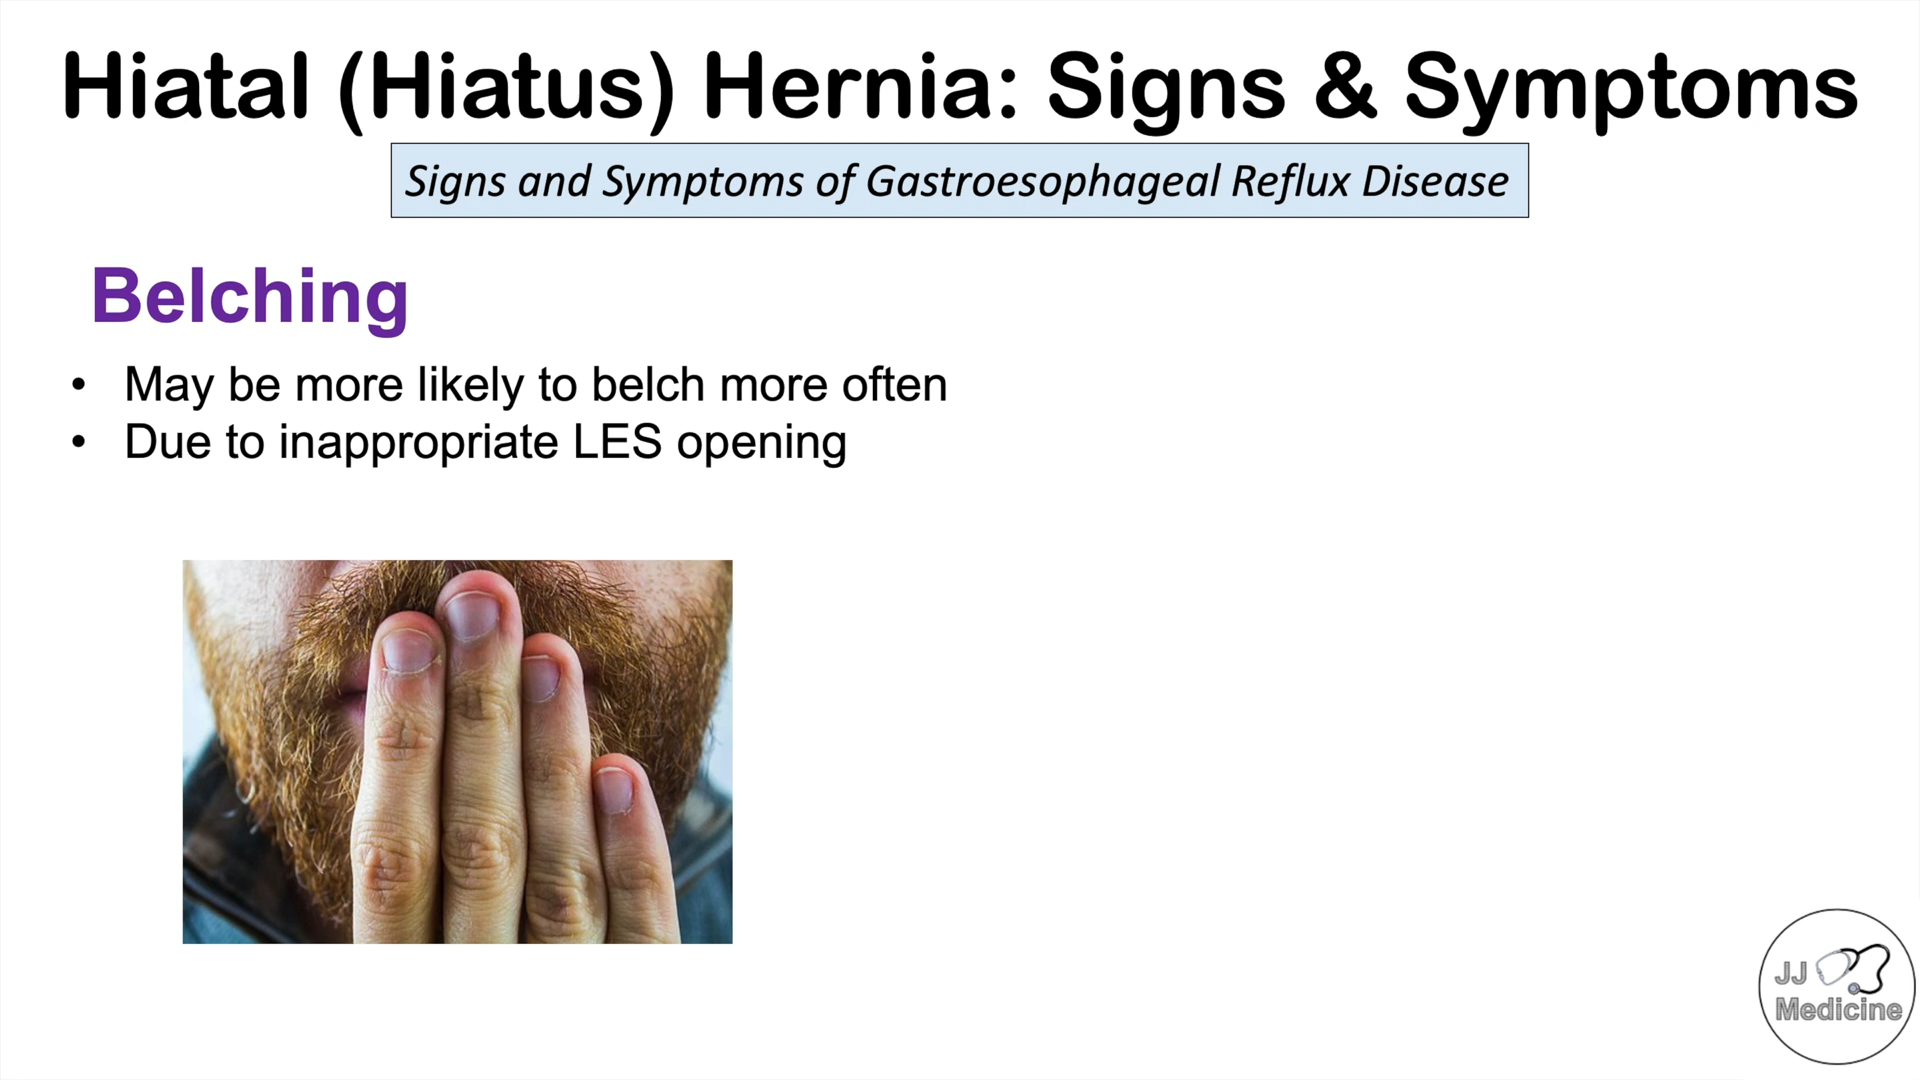 Hiatal (Hiatus) Hernia: Signs & Symptoms
Signs and Symptoms of Gastroesophageal Reflux Disease
Belching
• May be more likely to belch more often
• Due to inappropriate LES opening
JJ
Medicine